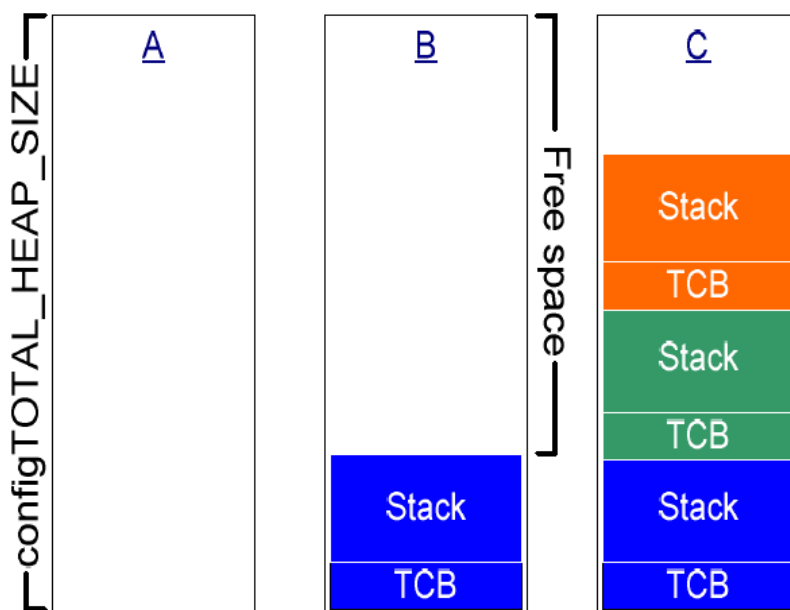 configTOTAL_HEAP_SIZE
A
B
Free space
Stack
TCB
C
Stack
TCB
Stack
TCB
Stack
TCB